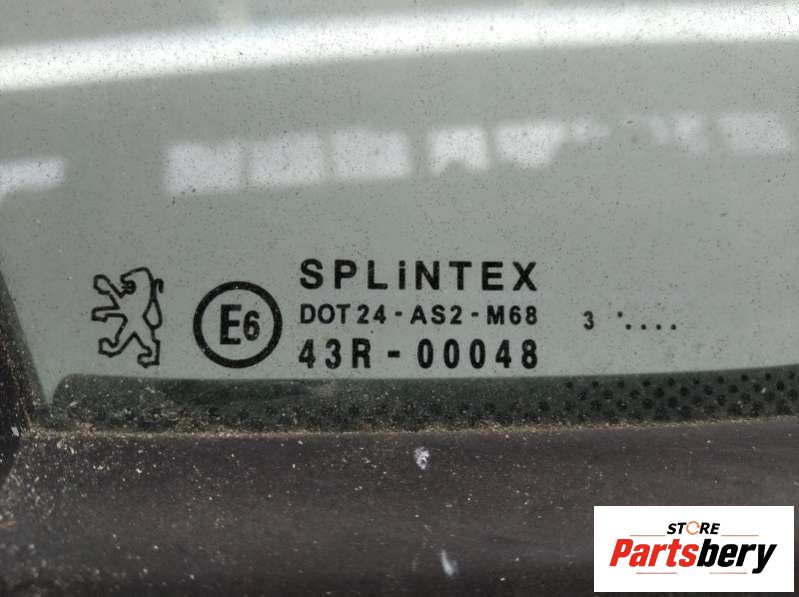 SPLiNTEX
E6
DOT 24 - AS2 - M68
3 '....
43R - 00048
STORE
Partsbery